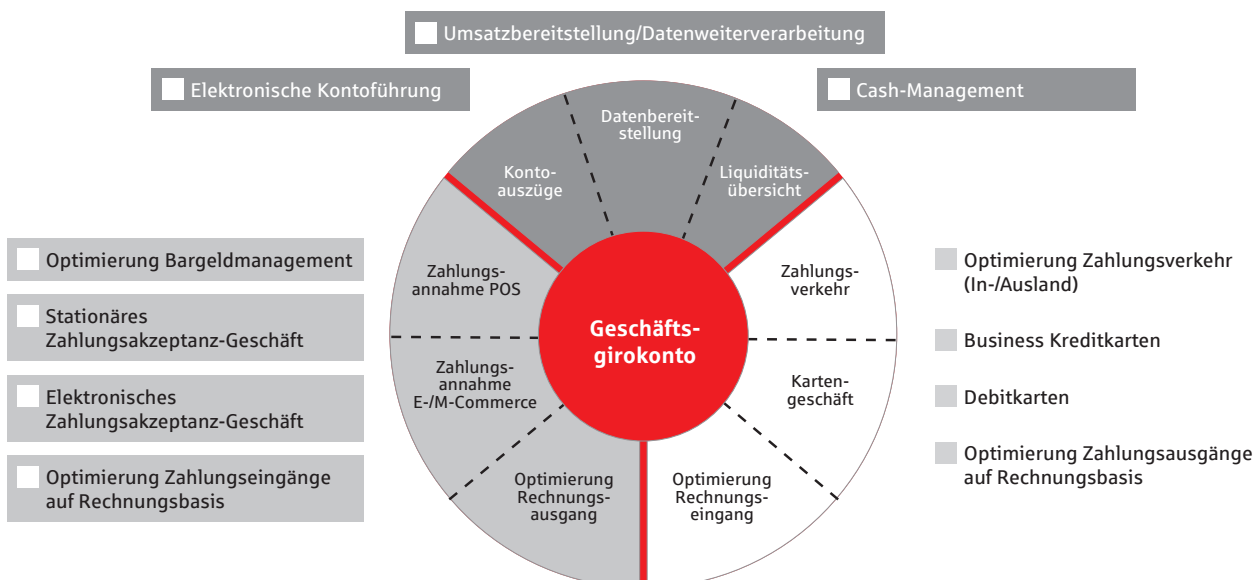 Umsatzbereitstellung/Datenweiterverarbeitung
Elektronische Kontoführung
Cash-Management
Datenbereit-
stellung
Konto-
auszüge
Liquiditäts-
übersicht
Optimierung Bargeldmanagement
Stationäres
Zahlungsakzeptanz-Geschäft
Elektronisches
Zahlungsakzeptanz-Geschäft
Optimierung Zahlungseingänge
auf Rechnungsbasis
Zahlungs-
annahme POS
Zahlungs-
annahme
E-/M-Commerce
Optimierung
Rechnungs-
ausgang
Geschäfts-
girokonto
Zahlungs-
verkehr
Karten-
geschäft
Optimierung
Rechnungs-
eingang
Optimierung Zahlungsverkehr
(In-/Ausland)
Business Kreditkarten
Debitkarten
Optimierung Zahlungsausgänge
auf Rechnungsbasis